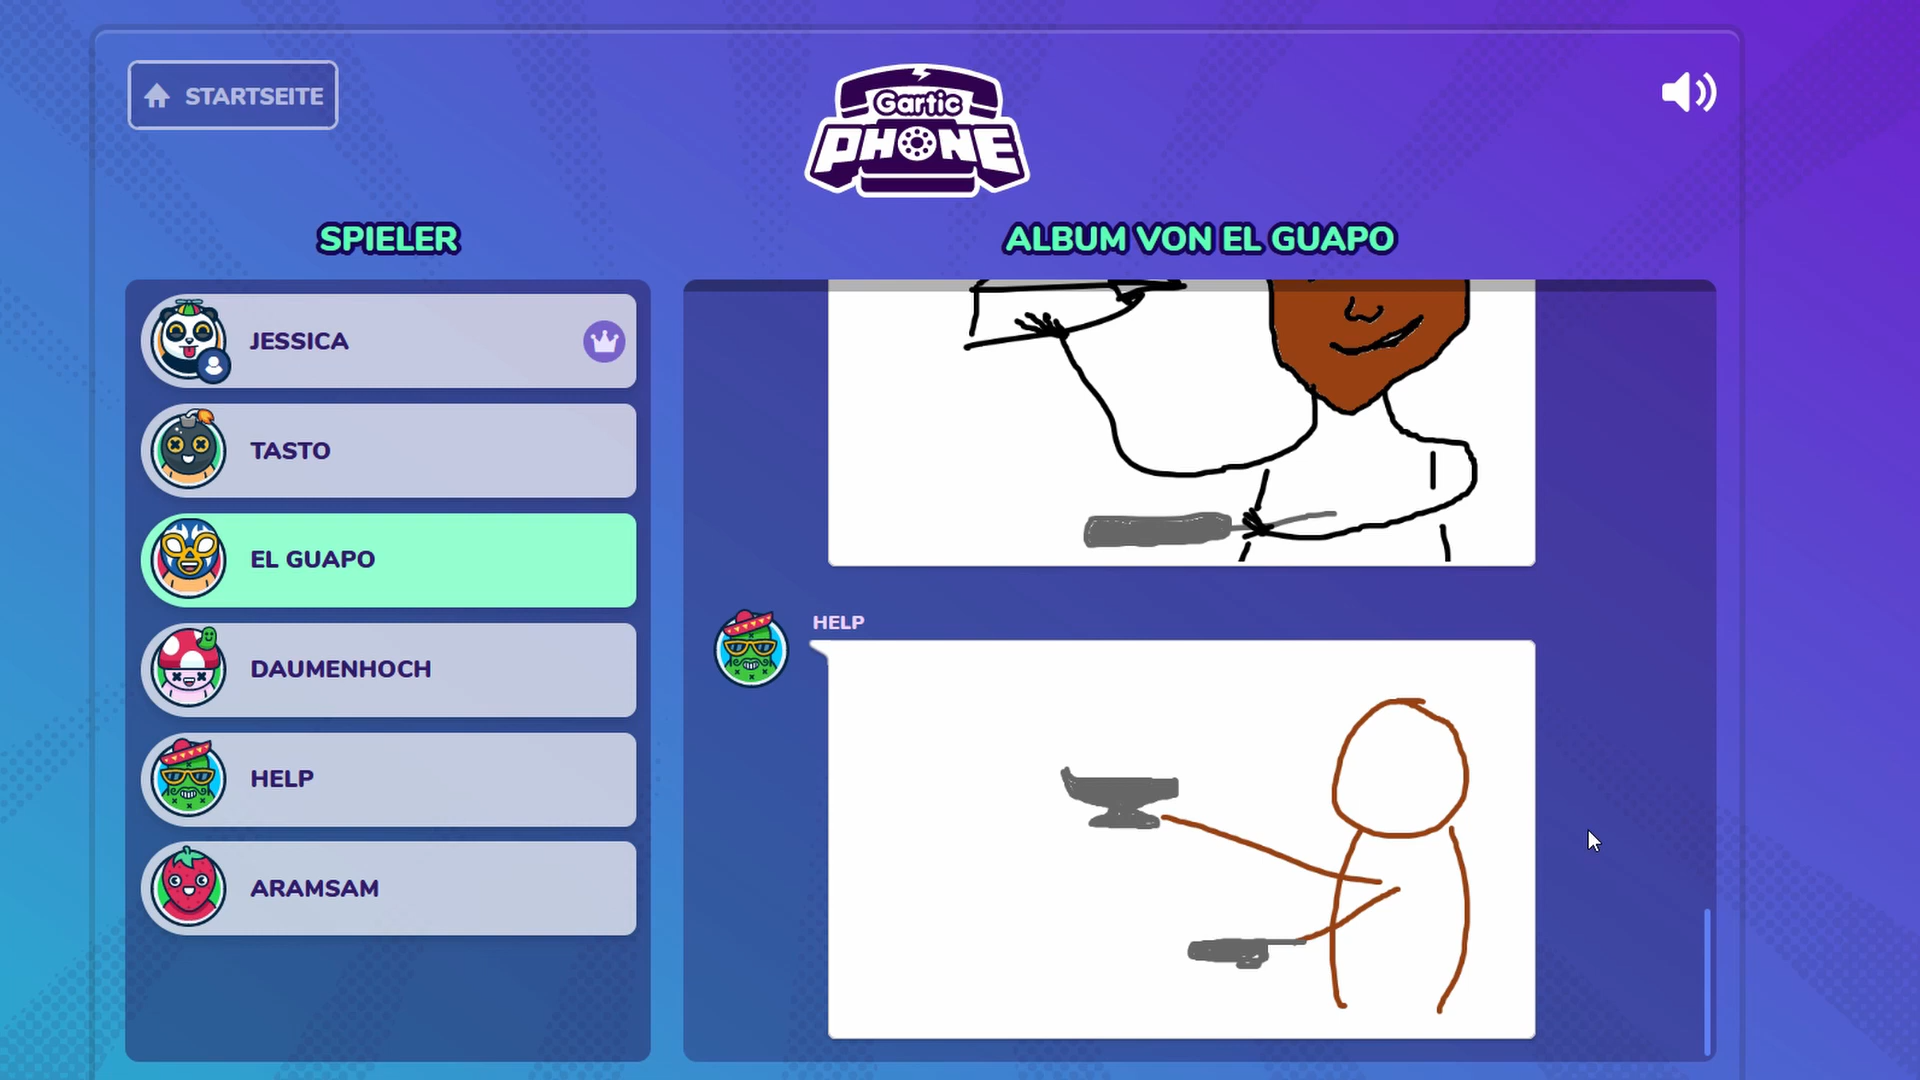 STARTSEITE
Gartic
PHONE
SPIELER
ALBUM VON EL GUAPO
JESSICA
TASTO
EL GUAPO
DAUMENHOCH
HELP
ARAMSAM
HELP